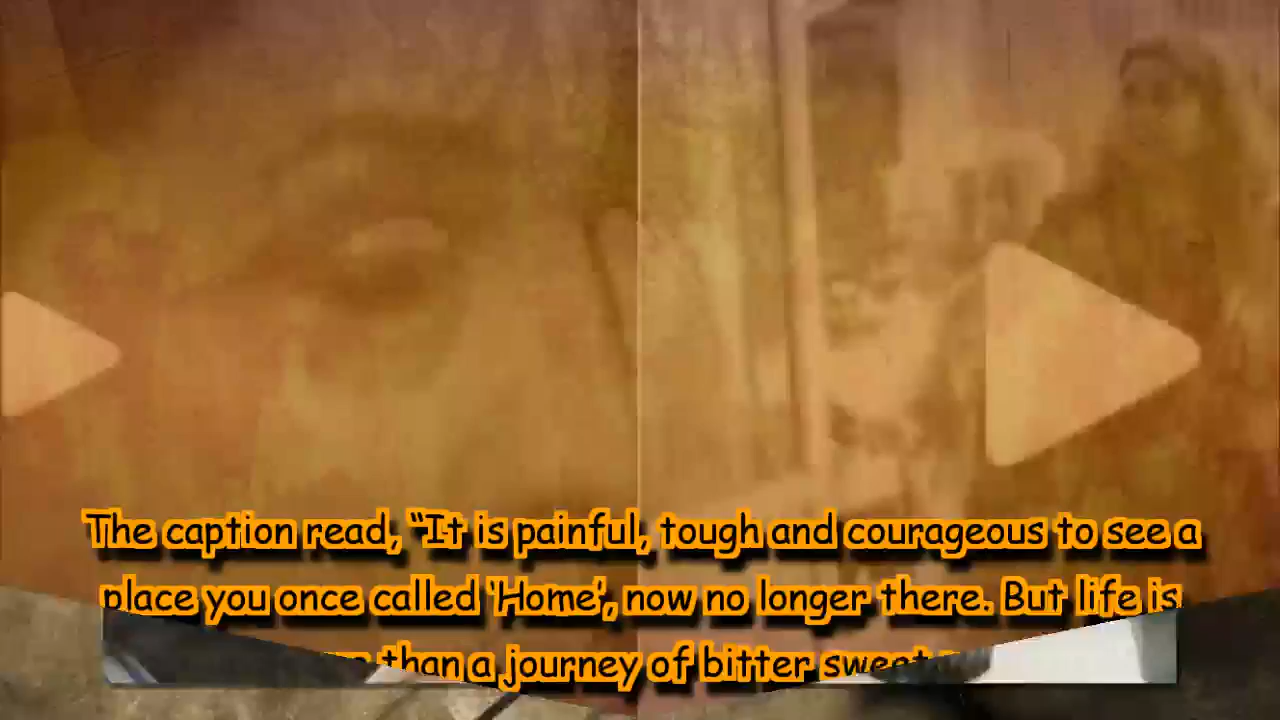 The caption read, “It is painful, tough and courageous to see a
place you once called ‘Home’, now no longer there. But life is
than a journey of bitter sweet